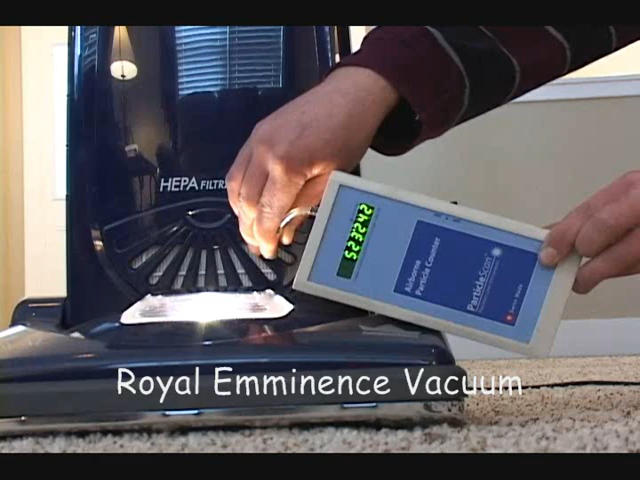 HEPA FILTR
523242
Airborne
Particle Counter
ParticleScan
Royal Emminence Vacuum